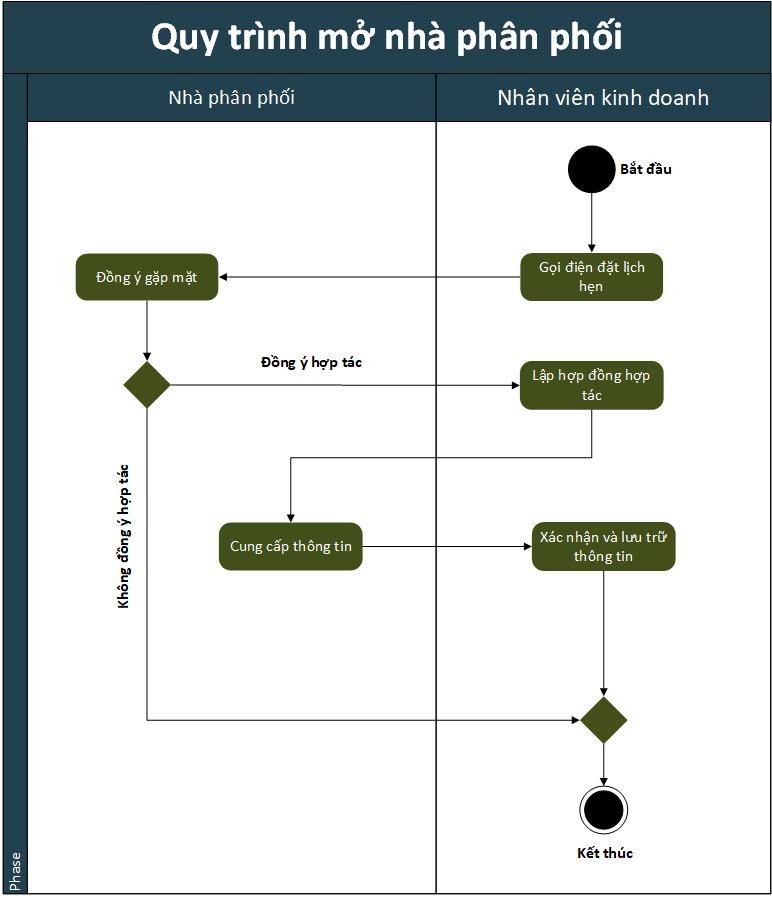 Quy trình mở nhà phân phối
Nhà phân phối
Nhân viên kinh doanh
Bắt đầu
Đồng ý gặp mặt
Gọi điện đặt lịch
hẹn
Đồng ý hợp tác
Lập hợp đồng hợp
tác
Không đồng ý hợp tác
Cung cấp thông tin
Xác nhận và lưu trữ
thông tin
Kết thúc
Phase